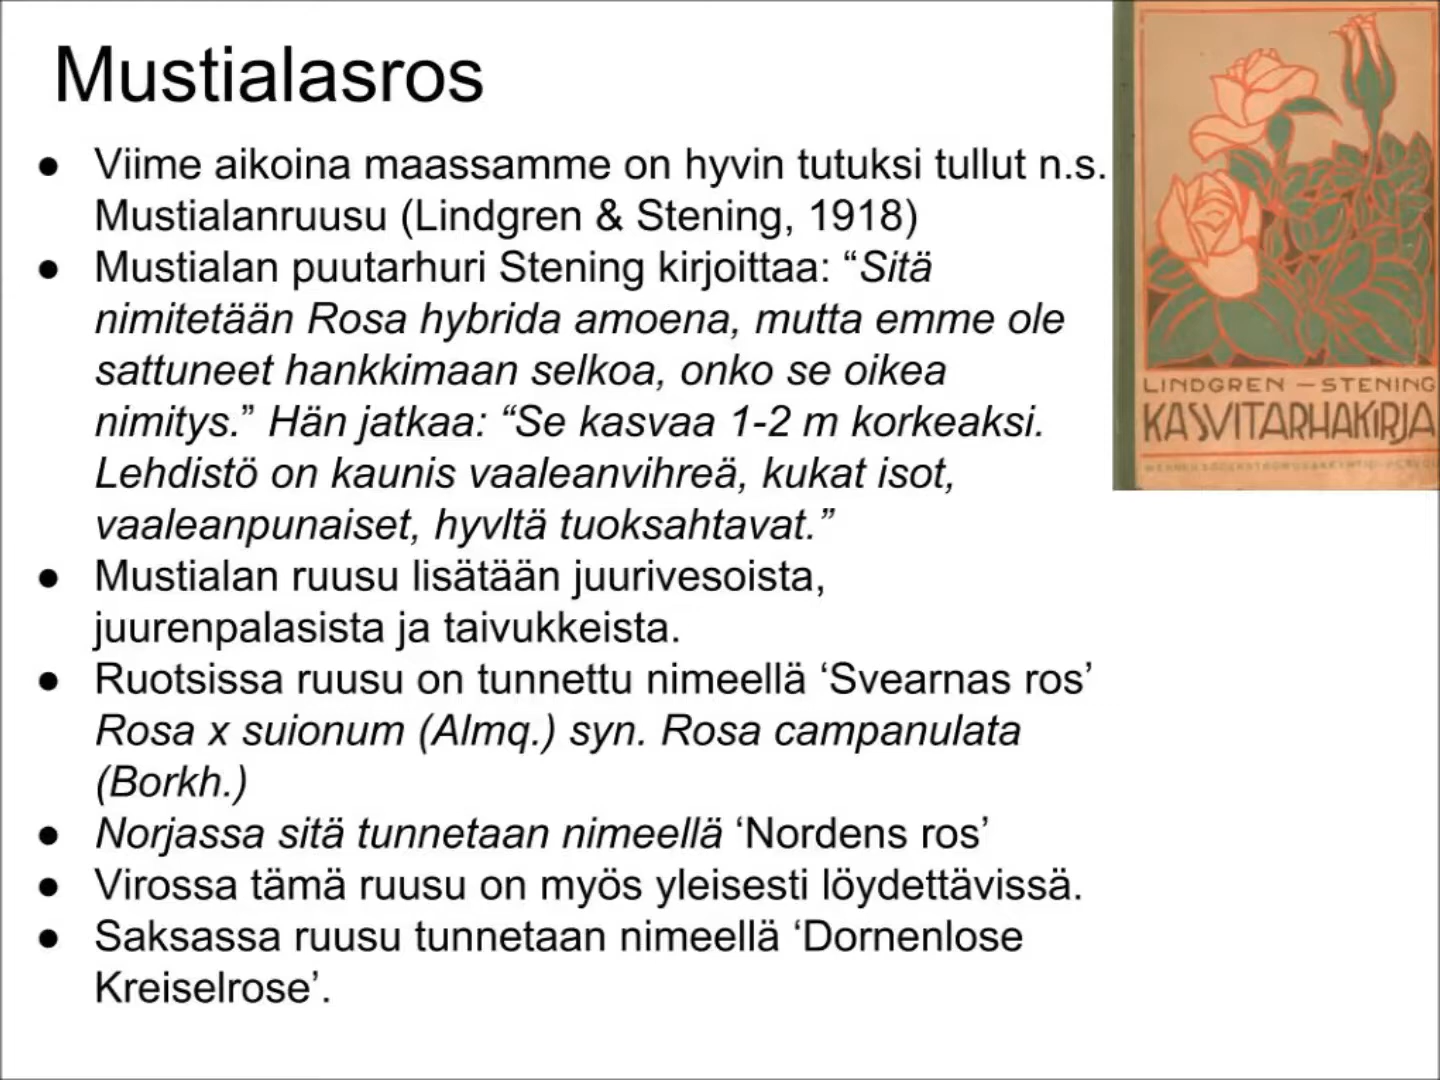 Mustialasros
● Viime aikoina maassamme on hyvin tutuksi tullut n.s.
Mustialanruusu (Lindgren & Stening, 1918)
● Mustialan puutarhuri Stening kirjoittaa: “Sitä
nimitetään Rosa hybrida amoena, mutta emme ole
sattuneet hankkimaan selkoa, onko se oikea
nimitys.” Hän jatkaa: “Se kasvaa 1-2 m korkeaksi.
Lehdistö on kaunis vaaleanvihreä, kukat isot,
vaaleanpunaiset, hyvltä tuoksahtavat.”
● Mustialan ruusu lisätään juurivesoista,
juurenpalasista ja taivukkeista.
● Ruotsissa ruusu on tunnettu nimeellä ‘Svearnas ros’
Rosa x suionum (Almq.) syn. Rosa campanulata
(Borkh.)
● Norjassa sitä tunnetaan nimeellä ‘Nordens ros’
● Virossa tämä ruusu on myös yleisesti löydettävissä.
● Saksassa ruusu tunnetaan nimeellä ‘Dornenlose
Kreiselrose’.
LINDGREN – STENING
KASVITARHAKIRJA